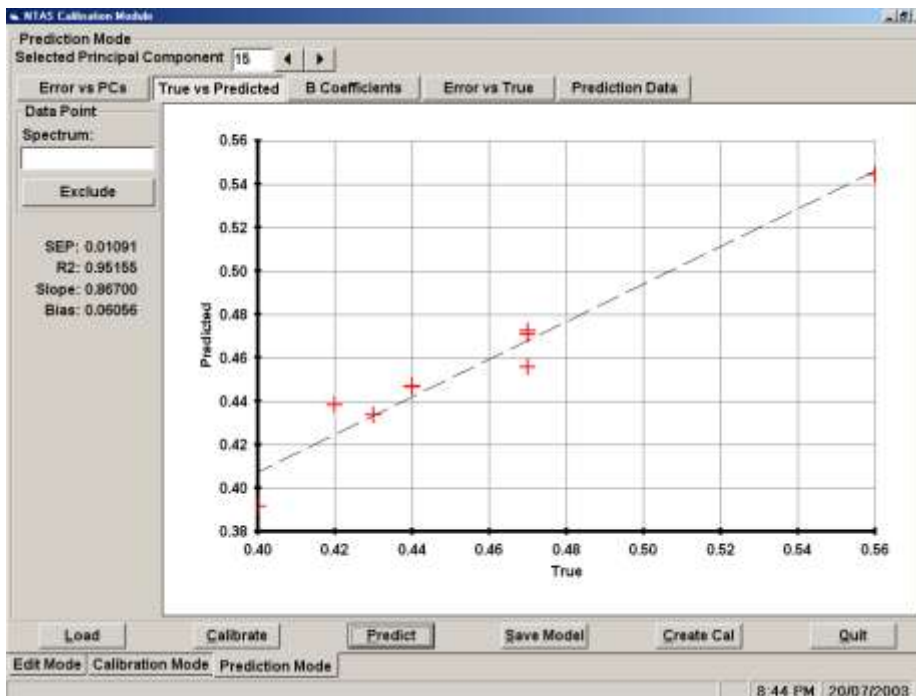 NTAS Calibration Module
Prediction Mode
Selected Principal Component 15
Error vs PCs True vs Predicted B Coefficients Error vs True Prediction Data
Data Point
Spectrum:
Exclude
SEP: 0.01091
R2: 0.95155
Slope: 0.86700
Bias: 0.06056
0.56
0.54
0.52
0.50
0.48
0.46
0.44
0.42
0.40
0.38
Predicted
0.40 0.42 0.44 0.46 0.48 0.50 0.52 0.54 0.56
True
Load Calibrate Predict Save Model Create Cal Quit
Edit Mode Calibration Mode Prediction Mode
8:44 PM 20/07/2003